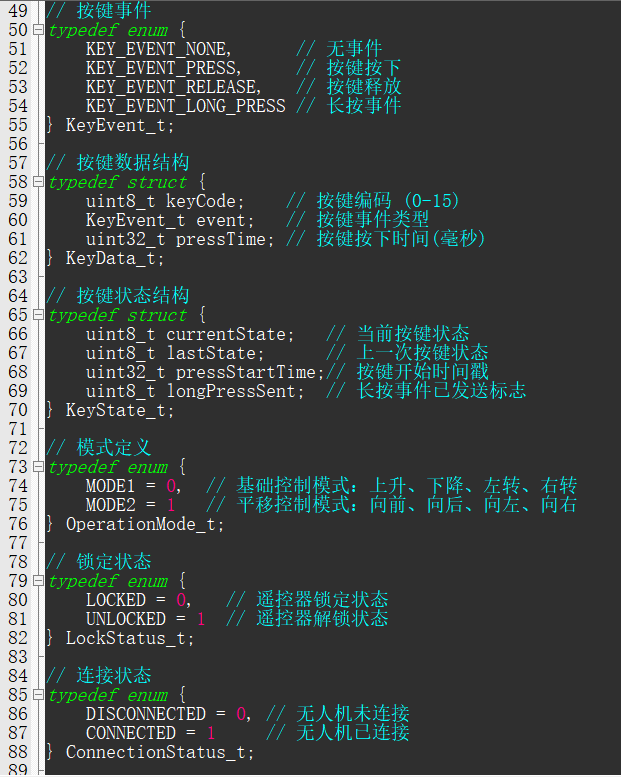 49 // 按键事件
50 typedef enum {
51     KEY_EVENT_NONE,      // 无事件
52     KEY_EVENT_PRESS,     // 按键按下
53     KEY_EVENT_RELEASE,   // 按键释放
54     KEY_EVENT_LONG_PRESS // 长按事件
55 } KeyEvent_t;
56
57 // 按键数据结构
58 typedef struct {
59     uint8_t keyCode;    // 按键编码 (0-15)
60     KeyEvent_t event;   // 按键事件类型
61     uint32_t pressTime; // 按键按下时间(毫秒)
62 } KeyData_t;
63
64 // 按键状态结构
65 typedef struct {
66     uint8_t currentState;   // 当前按键状态
67     uint8_t lastState;      // 上一次按键状态
68     uint32_t pressStartTime;// 按键开始时间戳
69     uint8_t longPressSent;  // 长按事件已发送标志
70 } KeyState_t;
71
72 // 模式定义
73 typedef enum {
74     MODE1 = 0,  // 基础控制模式：上升、下降、左转、右转
75     MODE2 = 1   // 平移控制模式：向前、向后、向左、向右
76 } OperationMode_t;
77
78 // 锁定状态
79 typedef enum {
80     LOCKED = 0,   // 遥控器锁定状态
81     UNLOCKED = 1  // 遥控器解锁状态
82 } LockStatus_t;
83
84 // 连接状态
85 typedef enum {
86     DISCONNECTED = 0, // 无人机未连接
87     CONNECTED = 1     // 无人机已连接
88 } ConnectionStatus_t;
89